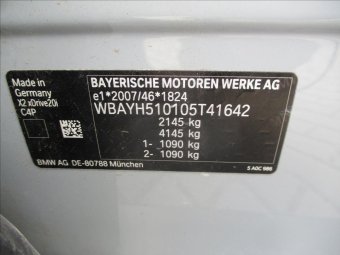 Made in
Germany
BAYERISCHE MOTOREN WERKE AG
e1*2007/46*1824
X2 xDrive20i
C4P
WBAYH510105T41642
2145 kg
4145 kg
1- 1090 kg
2- 1090 kg
BMW AG DE-80788 München
5 A0C 986